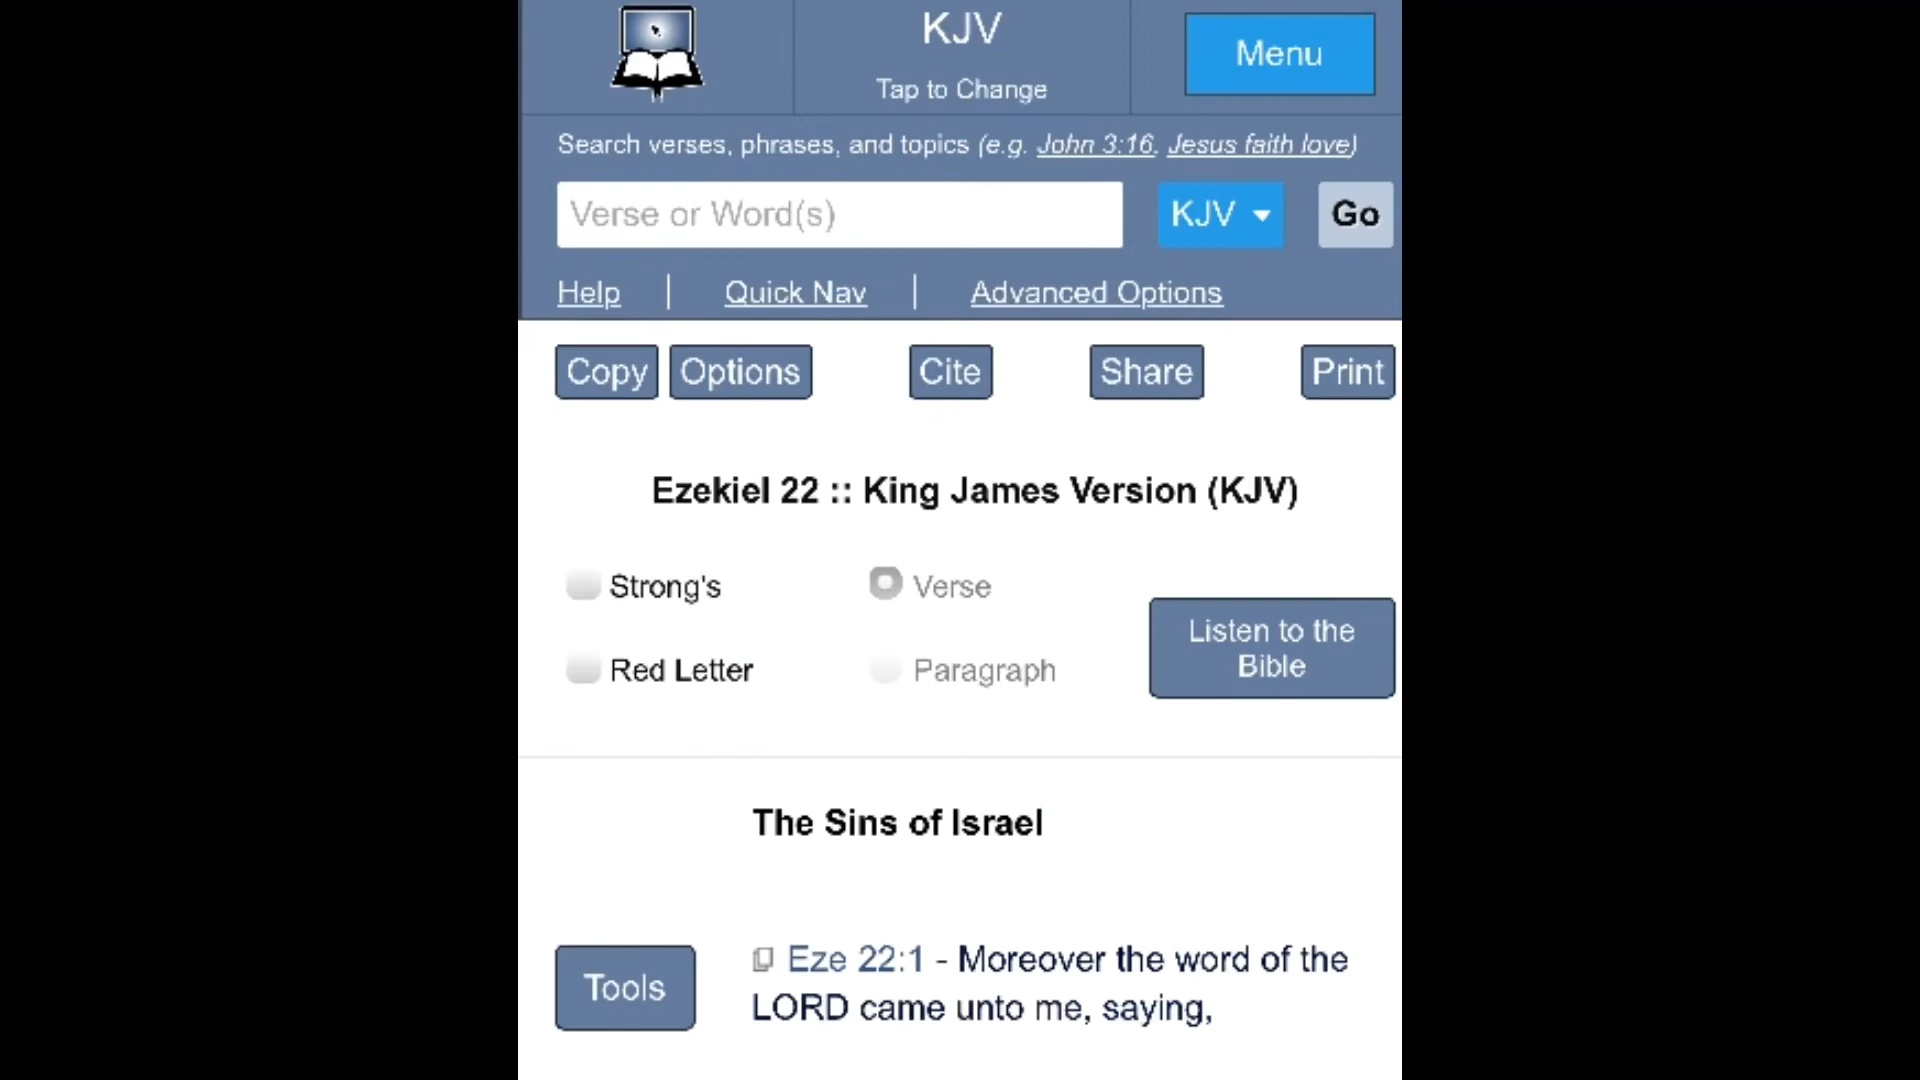 KJV
Tap to Change
Menu
Search verses, phrases, and topics (e.g. John 3:16, Jesus faith love)
Verse or Word(s)
KJV
Go
Help
Quick Nav
Advanced Options
Copy
Options
Cite
Share
Print
Ezekiel 22 :: King James Version (KJV)
Strong's
Verse
Red Letter
Paragraph
Listen to the
Bible
The Sins of Israel
Tools
Eze 22:1 - Moreover the word of the
LORD came unto me, saying,